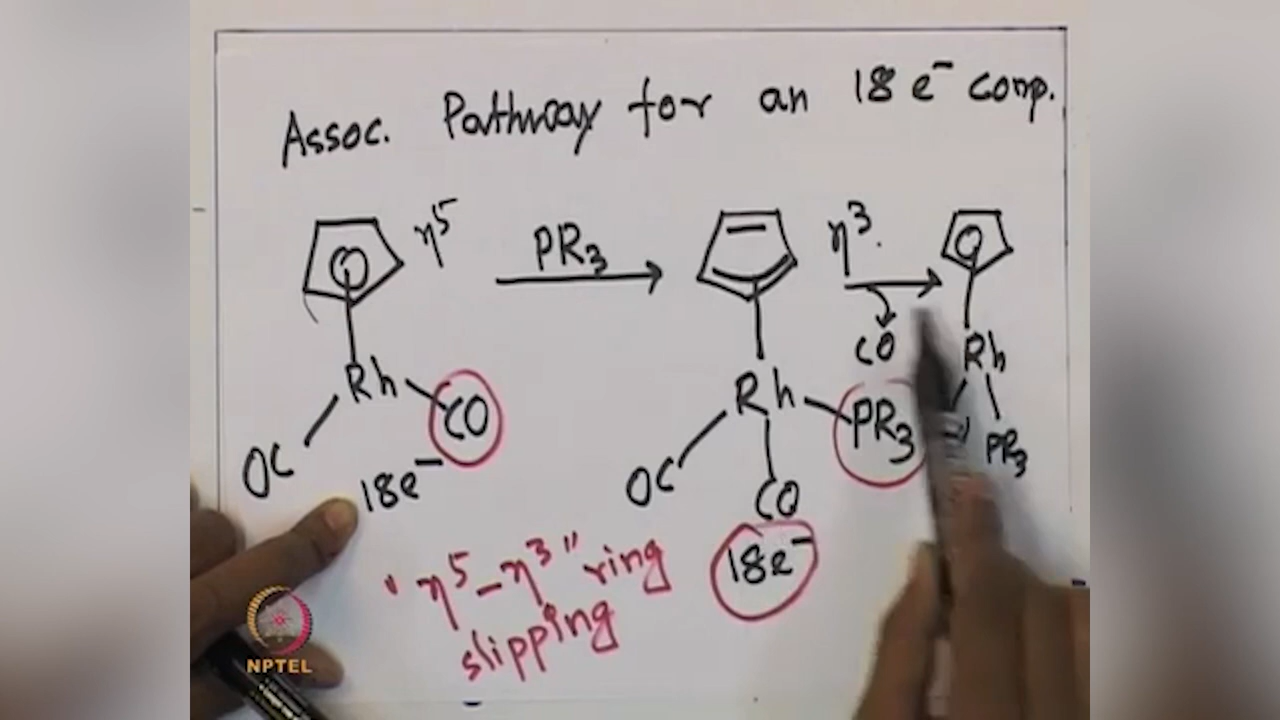 Assoc. Pathway for an 18 e⁻ comp.
η⁵ PR₃ η³.
CO
Rh CO Rh PR₃ Rh
OC 18e⁻ OC CO PR₃
"η⁵-η³" ring 18e⁻
slipping
NPTEL